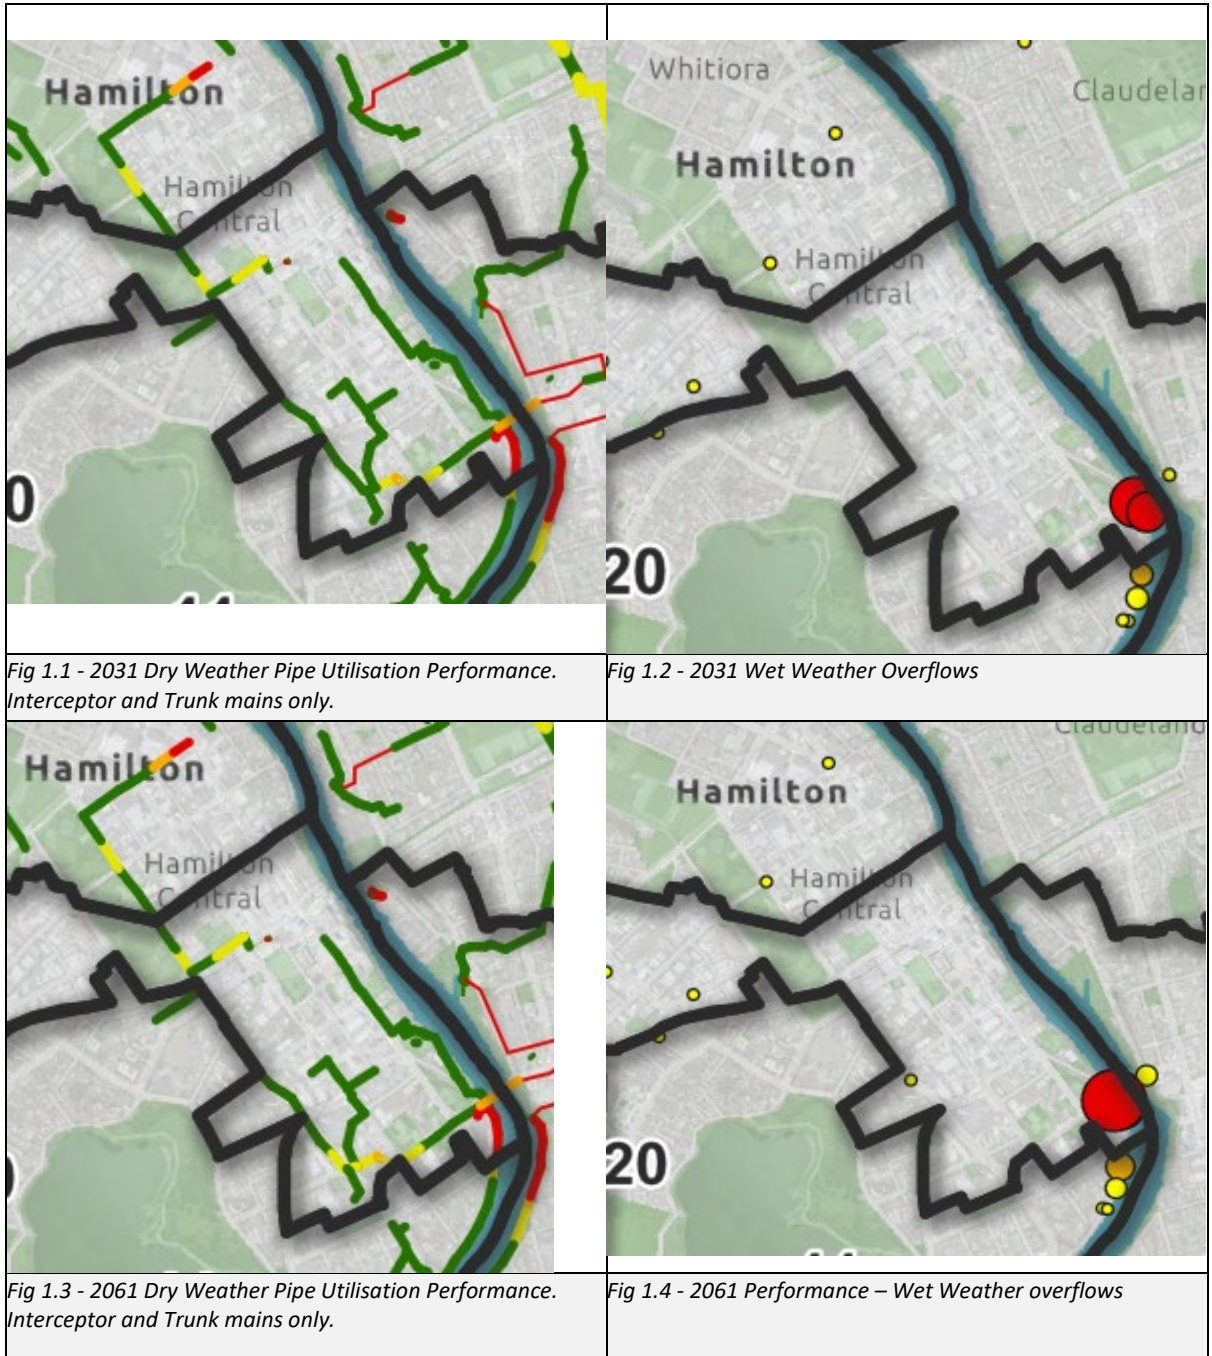 Hamilton
Hamilton
Central
0
Whitiora
Claudelan
Hamilton
Hamilton
Central
20
Fig 1.1 - 2031 Dry Weather Pipe Utilisation Performance.
Interceptor and Trunk mains only.
Fig 1.2 - 2031 Wet Weather Overflows
Hamilton
Hamilton
Central
Claudeland
Hamilton
Hamilton
Central
20
Fig 1.3 - 2061 Dry Weather Pipe Utilisation Performance.
Interceptor and Trunk mains only.
Fig 1.4 - 2061 Performance – Wet Weather overflows